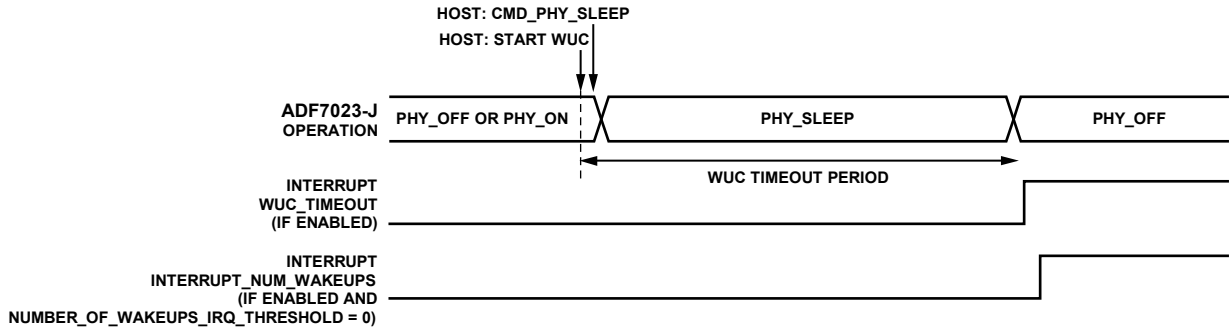 HOST: CMD_PHY_SLEEP
HOST: START WUC
ADF7023-J
OPERATION
PHY_OFF OR PHY_ON
PHY_SLEEP
PHY_OFF
WUC TIMEOUT PERIOD
INTERRUPT
WUC_TIMEOUT
(IF ENABLED)
INTERRUPT
INTERRUPT_NUM_WAKEUPS
(IF ENABLED AND
NUMBER_OF_WAKEUPS_IRQ_THRESHOLD = 0)